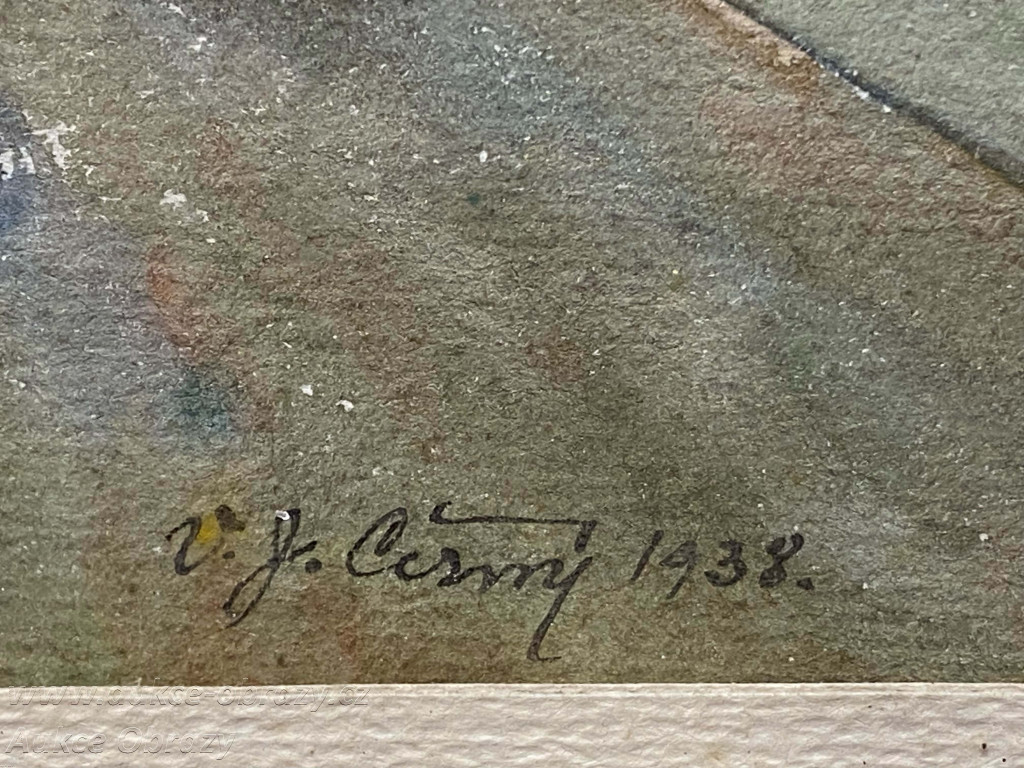 V. J. Černý 1938.
www.aukce-obrazy.cz
Aukce Obrazy